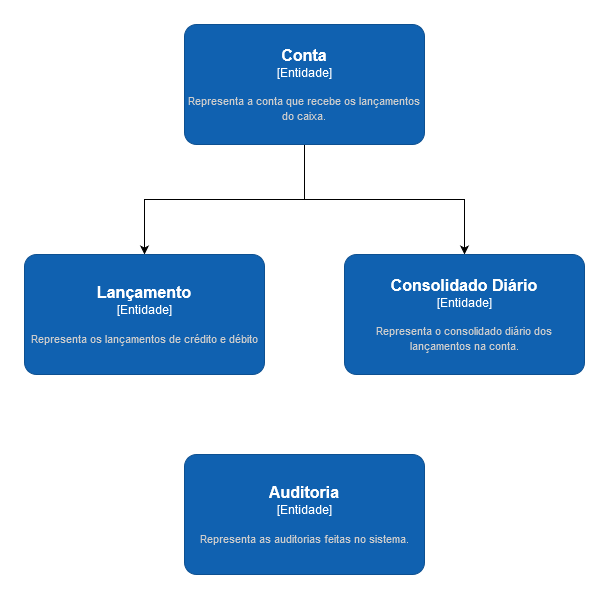 Conta
[Entidade]
Representa a conta que recebe os lançamentos
do caixa.
Lançamento
[Entidade]
Representa os lançamentos de crédito e débito
Consolidado Diário
[Entidade]
Representa o consolidado diário dos
lançamentos na conta.
Auditoria
[Entidade]
Representa as auditorias feitas no sistema.